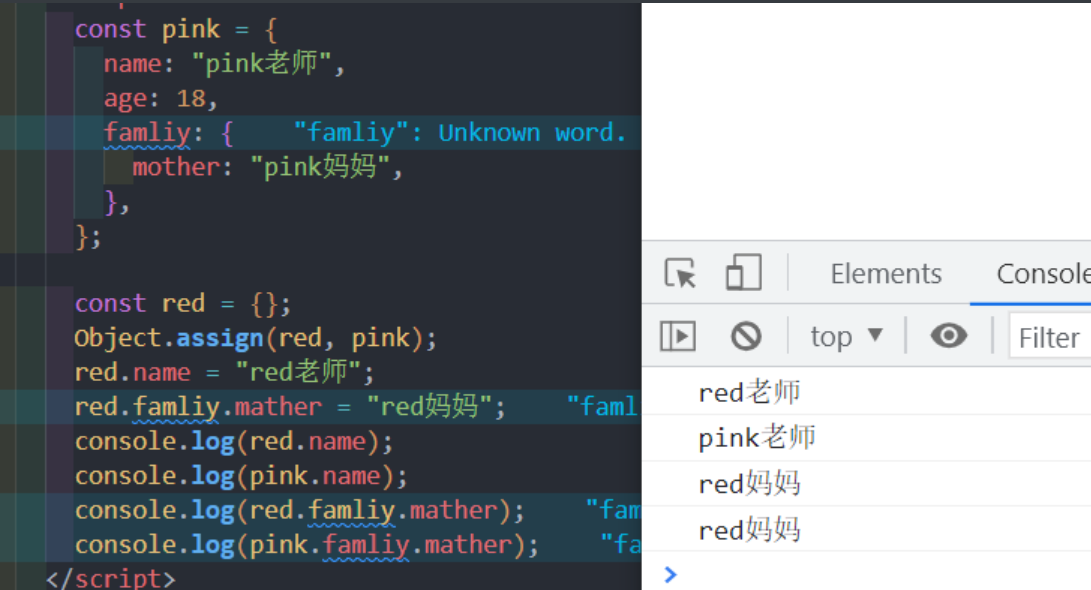 const pink = {
name: "pink老师",
age: 18,
famliy: { "famliy": Unknown word.
mother: "pink妈妈",
},
};
const red = {};
Object.assign(red, pink);
red.name = "red老师";
red.famliy.mather = "red妈妈"; "faml
console.log(red.name);
console.log(pink.name);
console.log(red.famliy.mather); "fam
console.log(pink.famliy.mather); "fa
</script>
Elements Console
top Filter
red老师
pink老师
red妈妈
red妈妈
>